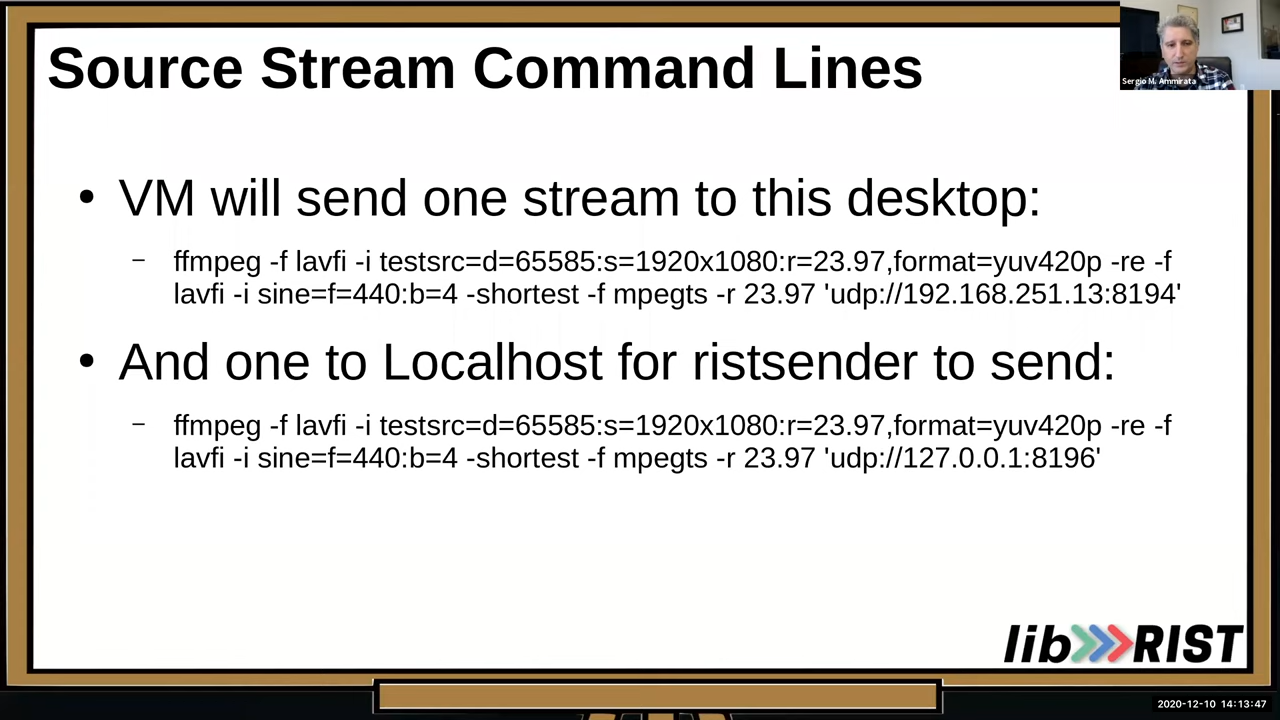 Source Stream Command Lines
Sergio M. Ammirata
• VM will send one stream to this desktop:
– ffmpeg -f lavfi -i testsrc=d=65585:s=1920x1080:r=23.97,format=yuv420p -re -f
lavfi -i sine=f=440:b=4 -shortest -f mpegts -r 23.97 'udp://192.168.251.13:8194'
• And one to Localhost for ristsender to send:
– ffmpeg -f lavfi -i testsrc=d=65585:s=1920x1080:r=23.97,format=yuv420p -re -f
lavfi -i sine=f=440:b=4 -shortest -f mpegts -r 23.97 'udp://127.0.0.1:8196'
lib RIST
2020-12-10 14:13:47